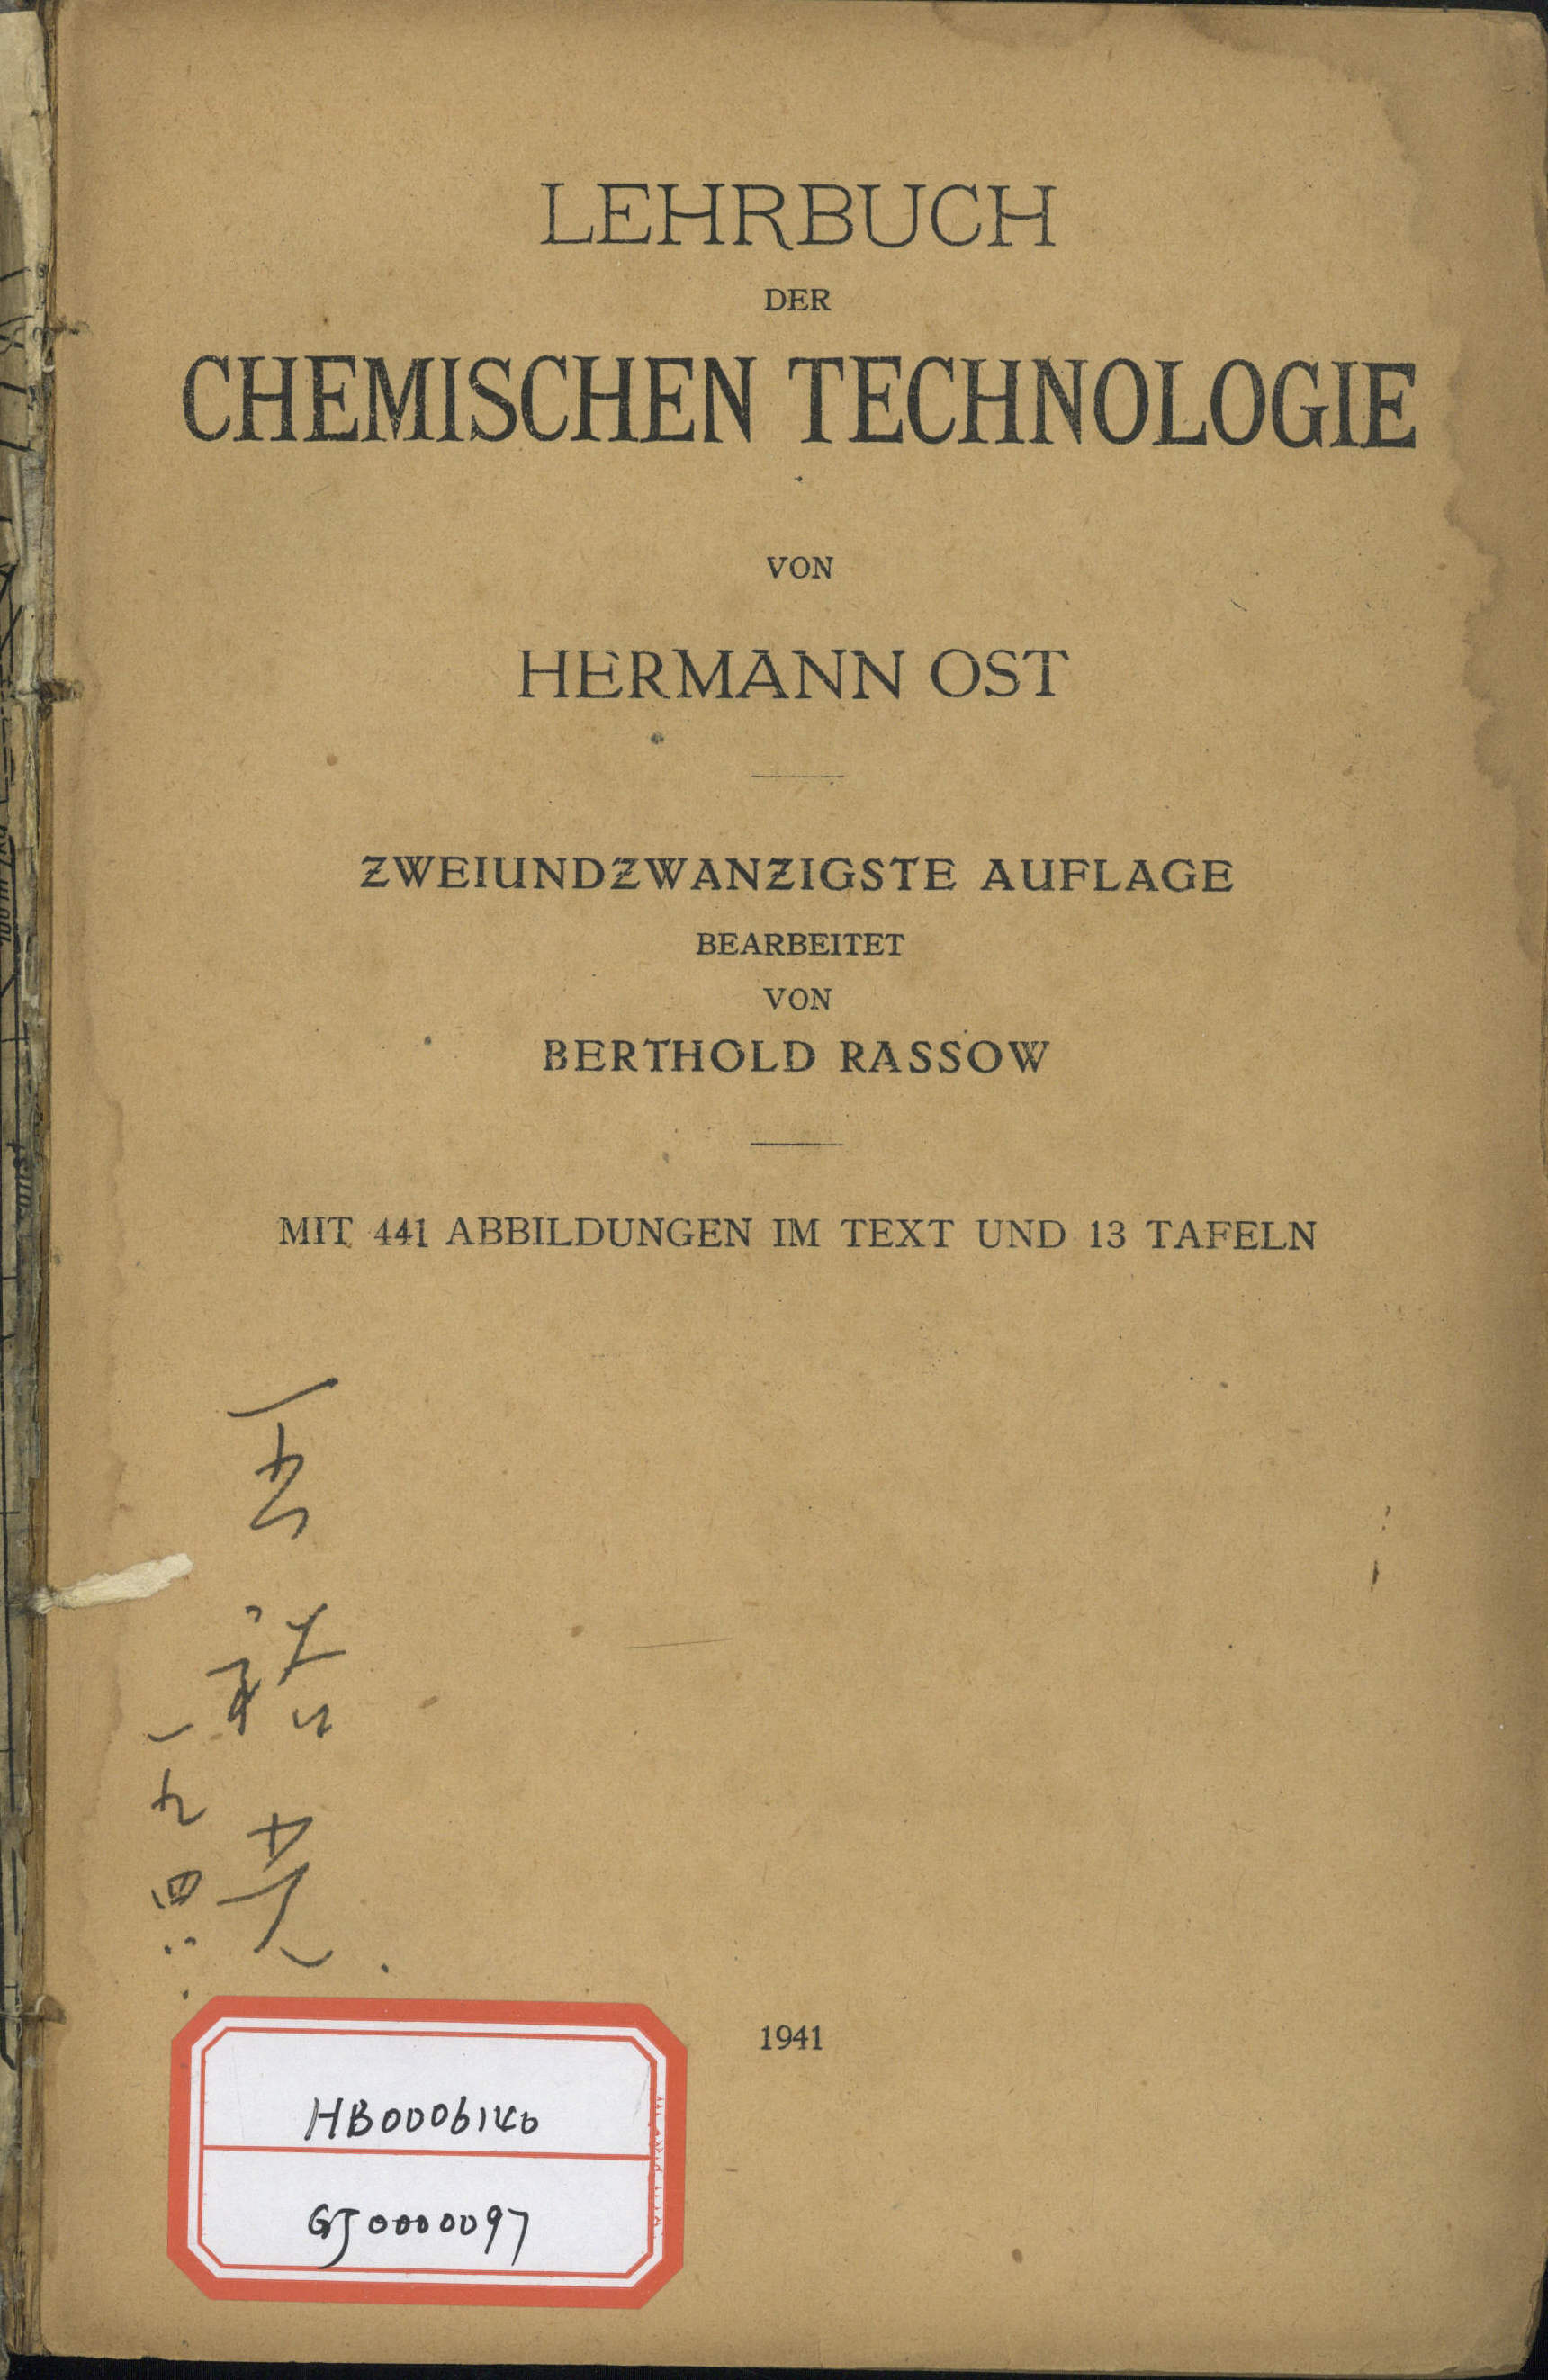 LEHRBUCH
DER
CHEMISCHEN TECHNOLOGIE
VON
HERMANN OST
ZWEIUNDZWANZIGSTE AUFLAGE
BEARBEITET
VON
BERTHOLD RASSOW
MIT 441 ABBILDUNGEN IM TEXT UND 13 TAFELN
1941
HB0006140
GJ0000097